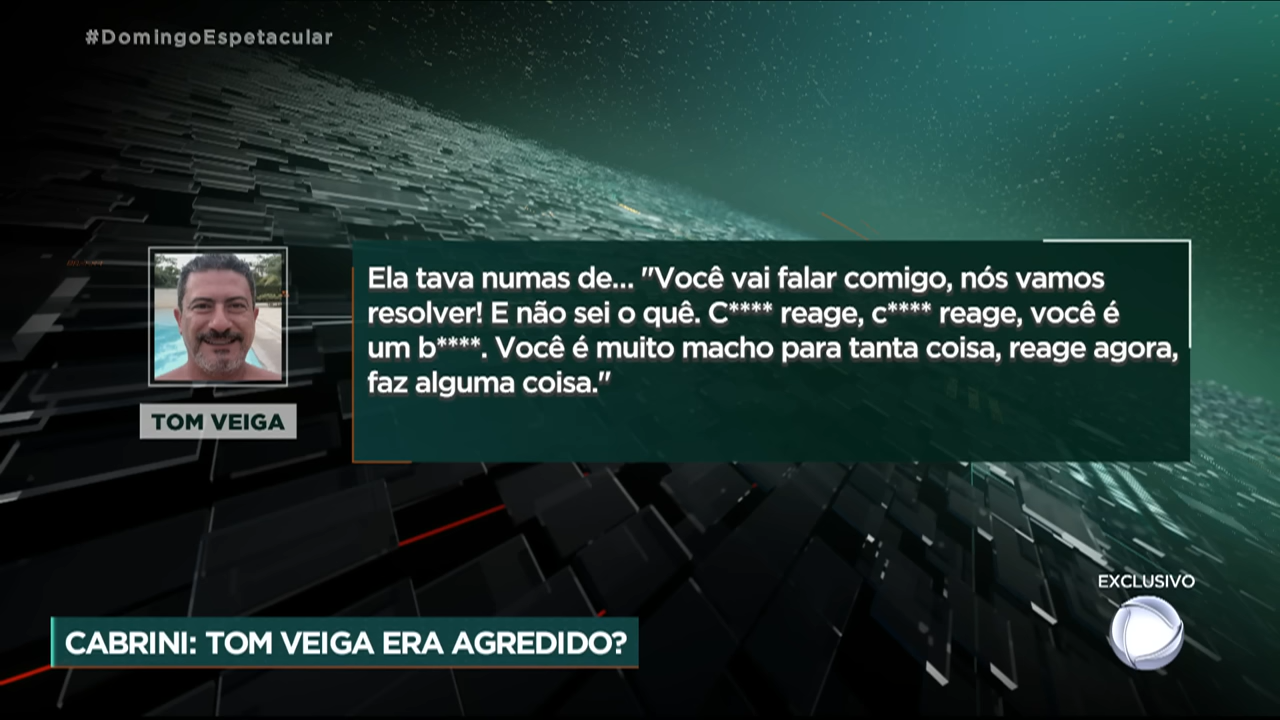 #DomingoEspetacular
Ela tava numas de... "Você vai falar comigo, nós vamos
resolver! E não sei o quê. C**** reage, c**** reage, você é
um b****. Você é muito macho para tanta coisa, reage agora,
faz alguma coisa."
TOM VEIGA
EXCLUSIVO
CABRINI: TOM VEIGA ERA AGREDIDO?